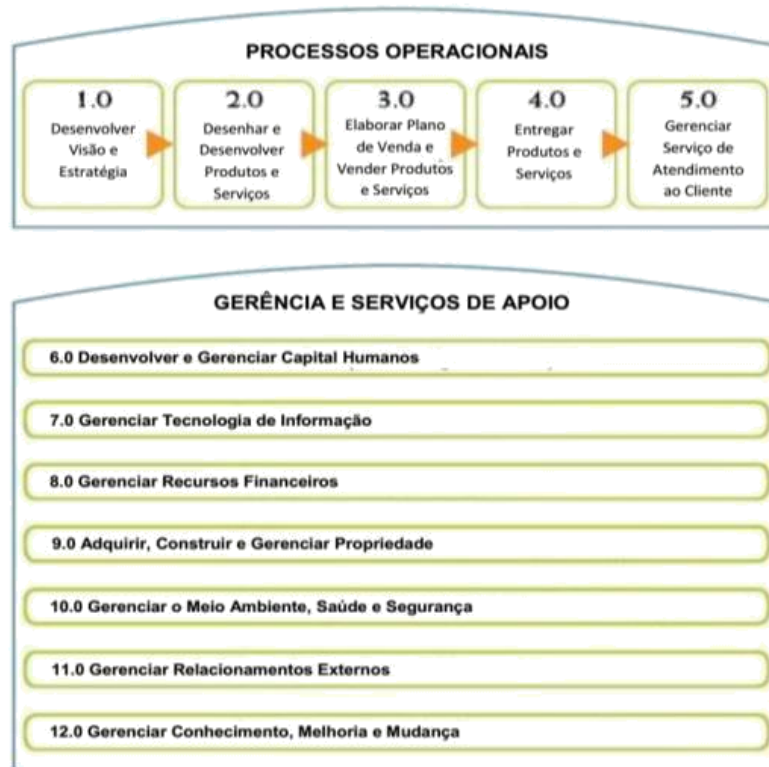 PROCESSOS OPERACIONAIS
1.0
Desenvolver
Visão e
Estratégia
2.0
Desenhar e
Desenvolver
Produtos e
Serviços
3.0
Elaborar Plano
de Venda e
Vender Produtos
e Serviços
4.0
Entregar
Produtos e
Serviços
5.0
Gerenciar
Serviço de
Atendimento
ao Cliente
GERÊNCIA E SERVIÇOS DE APOIO
6.0 Desenvolver e Gerenciar Capital Humanos
7.0 Gerenciar Tecnologia de Informação
8.0 Gerenciar Recursos Financeiros
9.0 Adquirir, Construir e Gerenciar Propriedade
10.0 Gerenciar o Meio Ambiente, Saúde e Segurança
11.0 Gerenciar Relacionamentos Externos
12.0 Gerenciar Conhecimento, Melhoria e Mudança